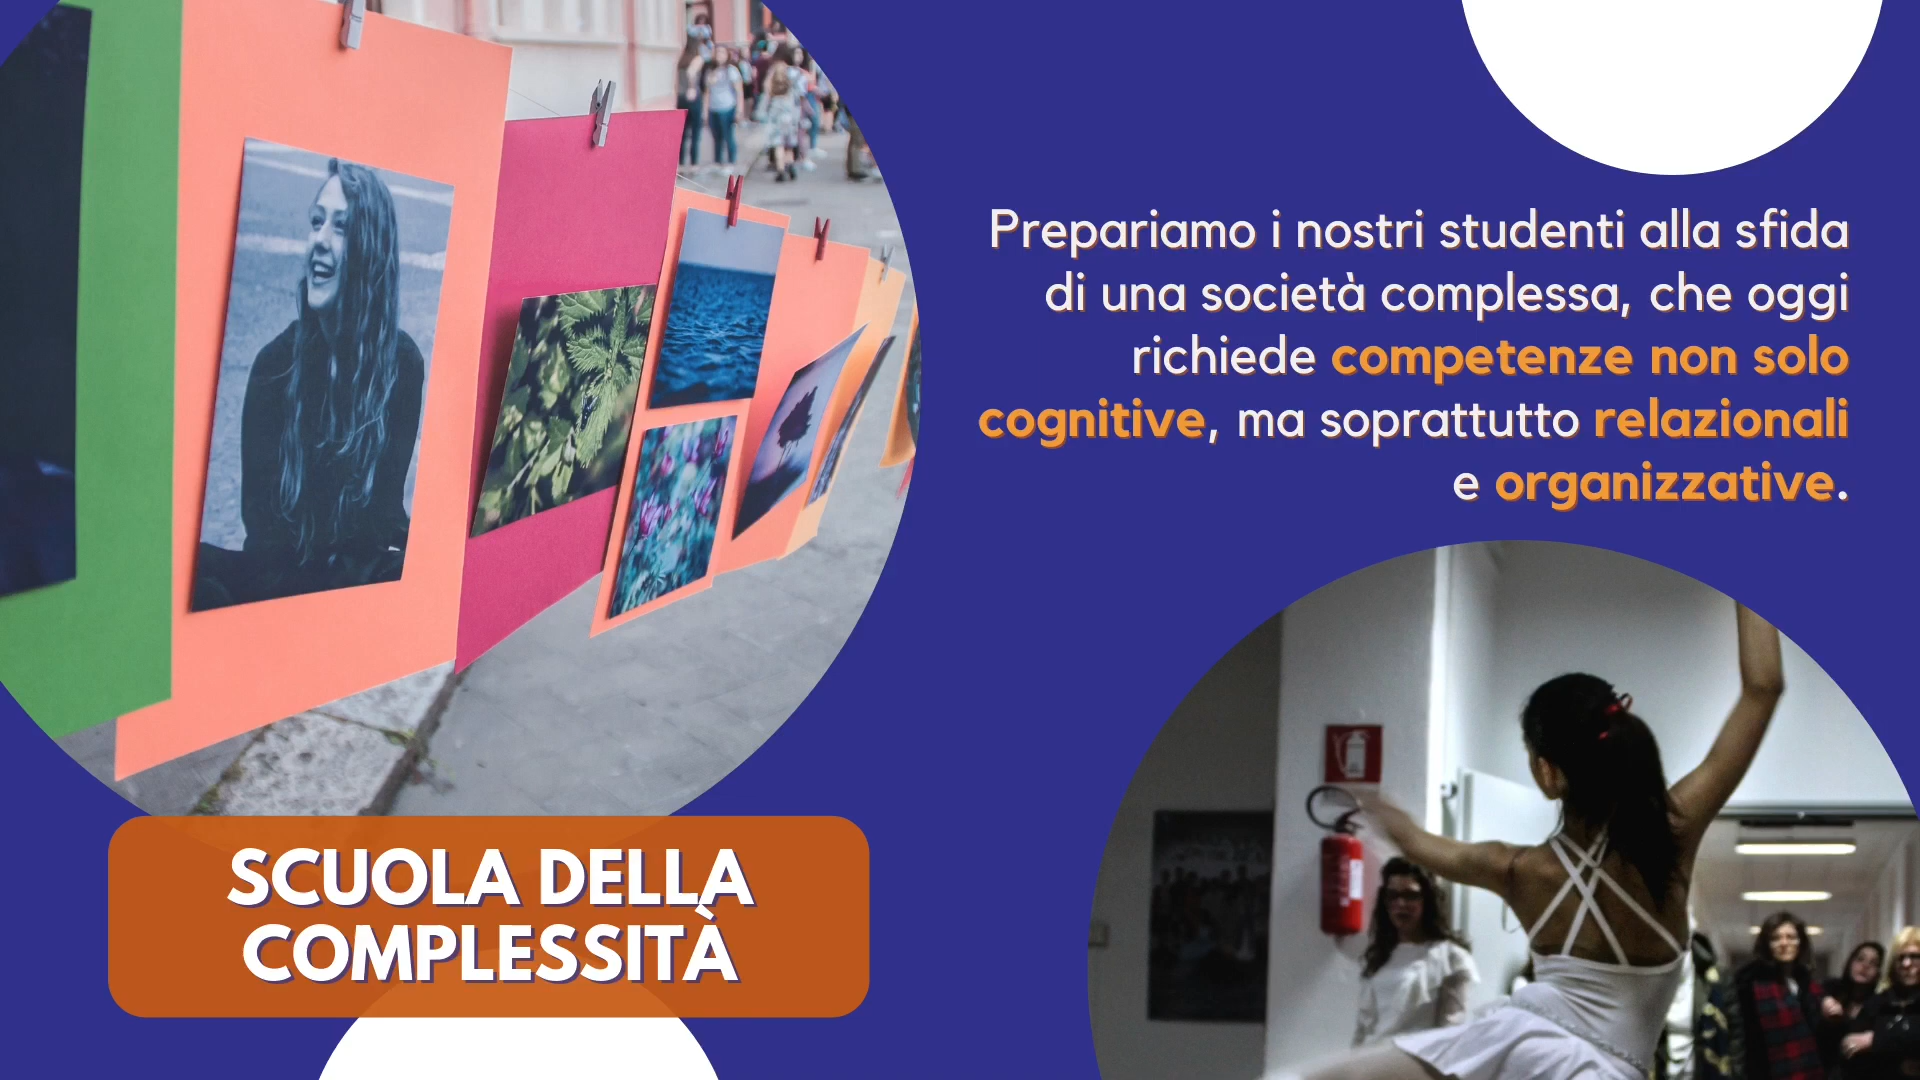 Prepariamo i nostri studenti alla sfida
di una società complessa, che oggi
richiede competenze non solo
cognitive, ma soprattutto relazionali
e organizzative.
SCUOLA DELLA
COMPLESSITÀ